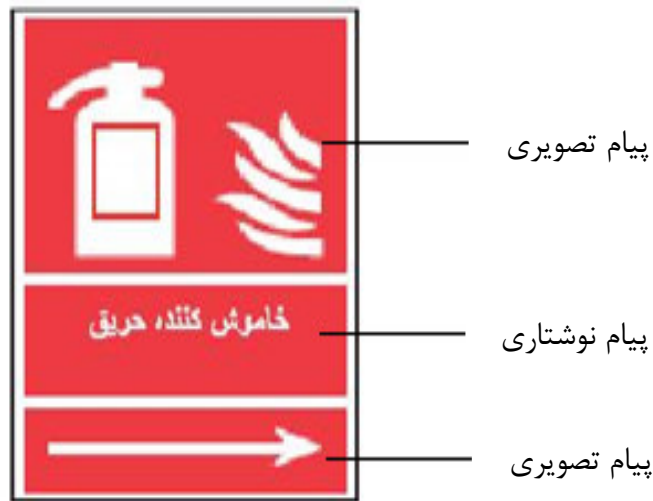 پیام تصویری
خاموش کننده حریق
پیام نوشتاری
پیام تصویری